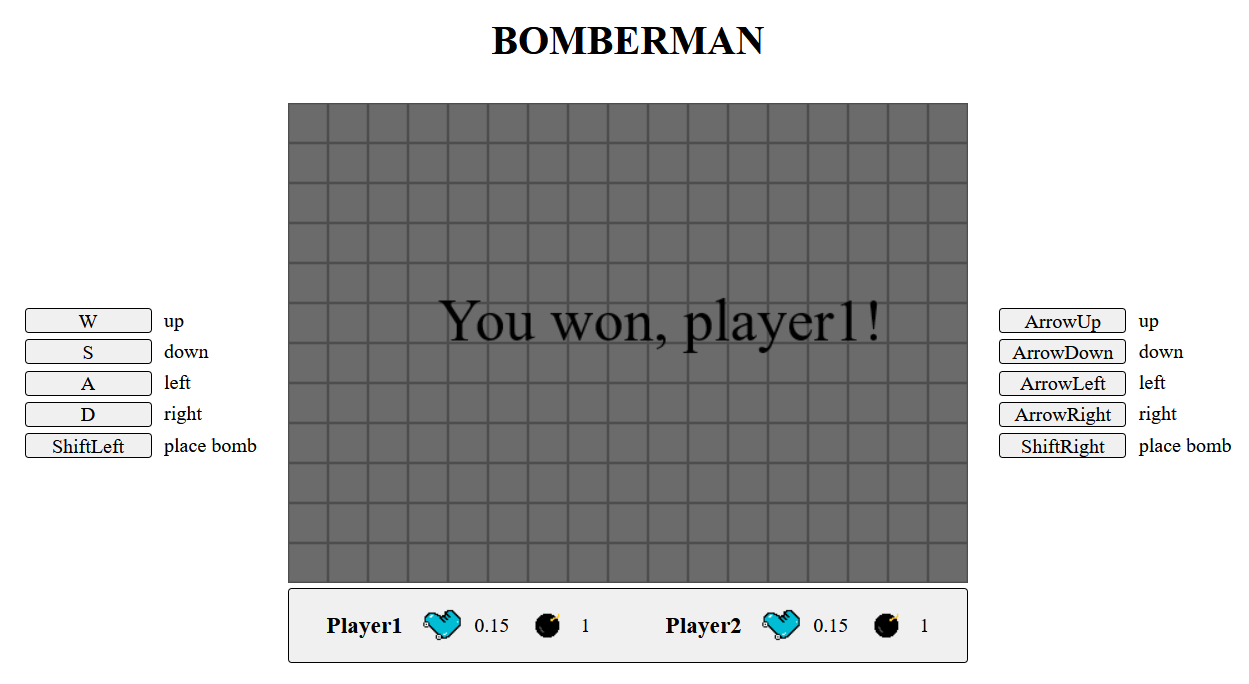 BOMBERMAN
You won, player1!
W up
S down
A left
D right
ShiftLeft place bomb
ArrowUp up
ArrowDown down
ArrowLeft left
ArrowRight right
ShiftRight place bomb
Player1 0.15 1 Player2 0.15 1